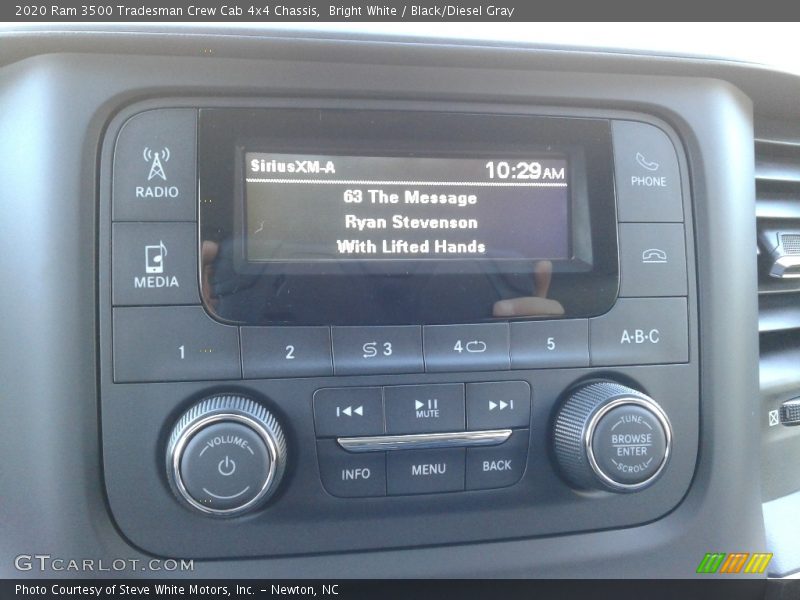 2020 Ram 3500 Tradesman Crew Cab 4x4 Chassis,  Bright White / Black/Diesel Gray
RADIO
SiriusXM-A
10:29AM
63 The Message
Ryan Stevenson
With Lifted Hands
PHONE
MEDIA
1
2
3
4
5
A·B·C
MUTE
INFO
MENU
BACK
VOLUME
TUNE
BROWSE
ENTER
SCROLL
GTCARLOT.COM
Photo Courtesy of Steve White Motors, Inc. – Newton, NC